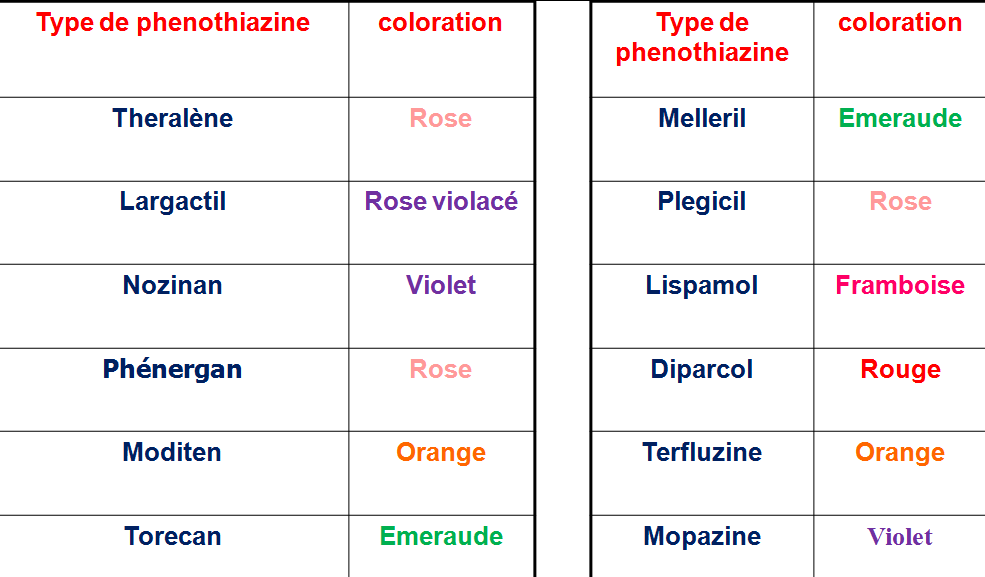 Type de phenothiazine coloration
Theralène Rose
Largactil Rose violacé
Nozinan Violet
Phénergan Rose
Moditen Orange
Torecan Emeraude
Type de
phenothiazine
coloration
Melleril Emeraude
Plegicil Rose
Lispamol Framboise
Diparcol Rouge
Terfluzine Orange
Mopazine Violet